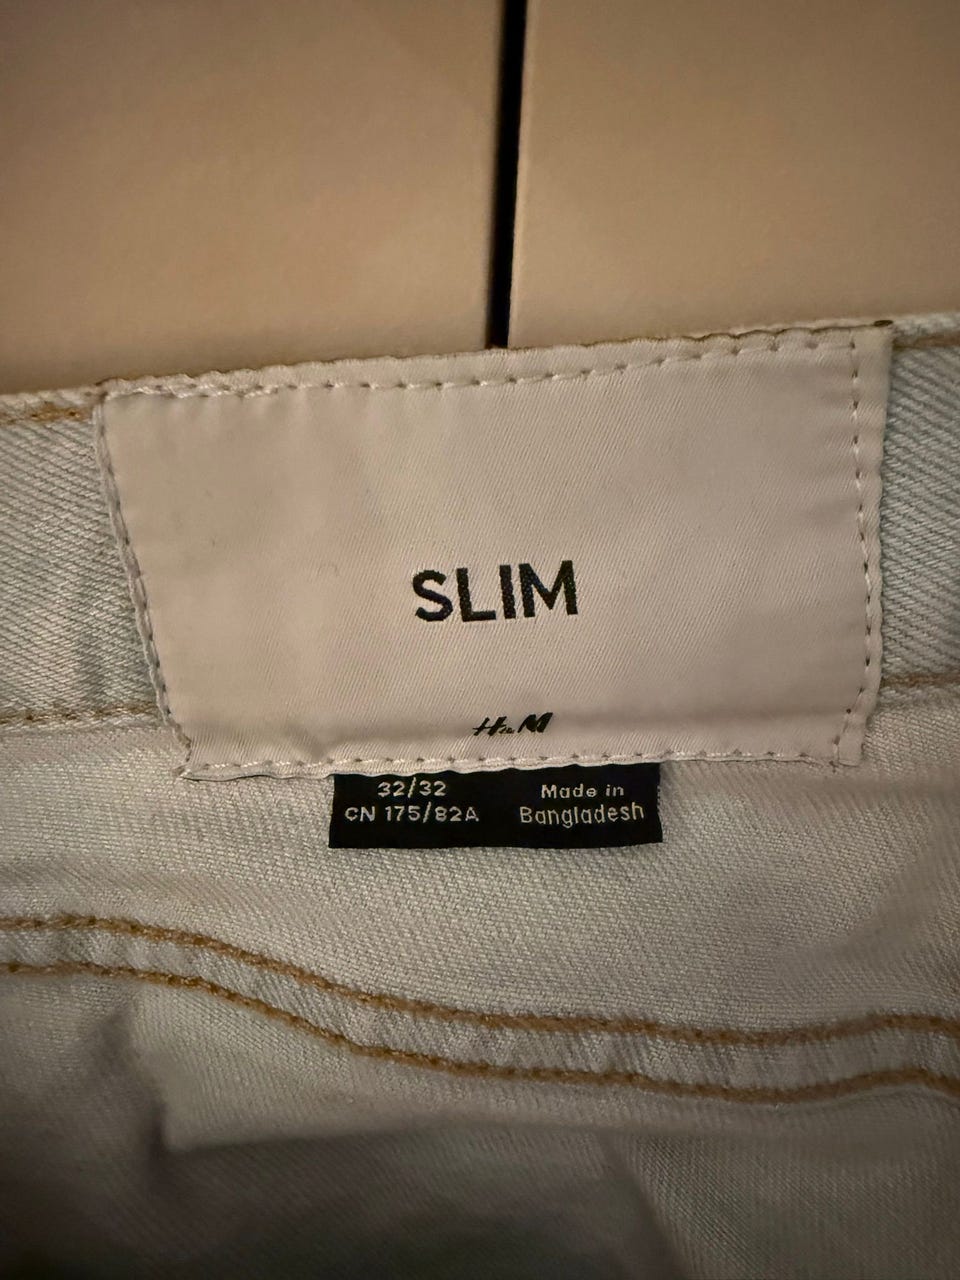 SLIM
H&M
32/32
CN 175/82A
Made in
Bangladesh